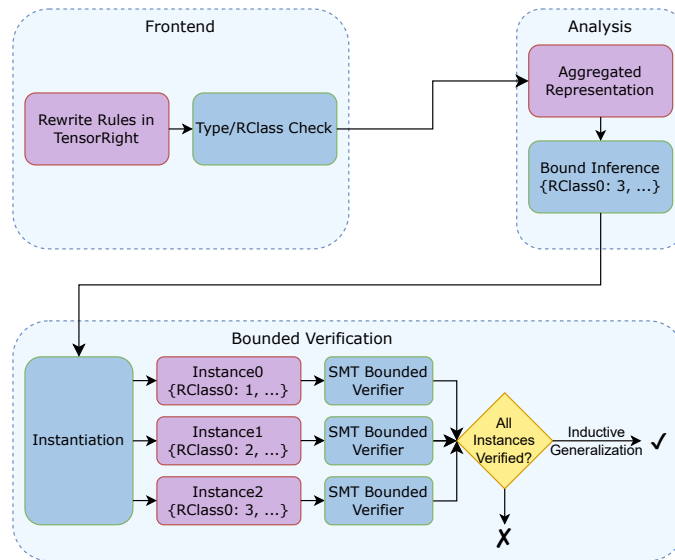 Frontend
Rewrite Rules in
TensorRight
Type/RClass Check
Analysis
Aggregated
Representation
Bound Inference
{RClass0: 3, ...}
Bounded Verification
Instantiation
Instance0
{RClass0: 1, ...}
SMT Bounded
Verifier
Instance1
{RClass0: 2, ...}
SMT Bounded
Verifier
Instance2
{RClass0: 3, ...}
SMT Bounded
Verifier
All
Instances
Verified?
Inductive
Generalization
✓
✗